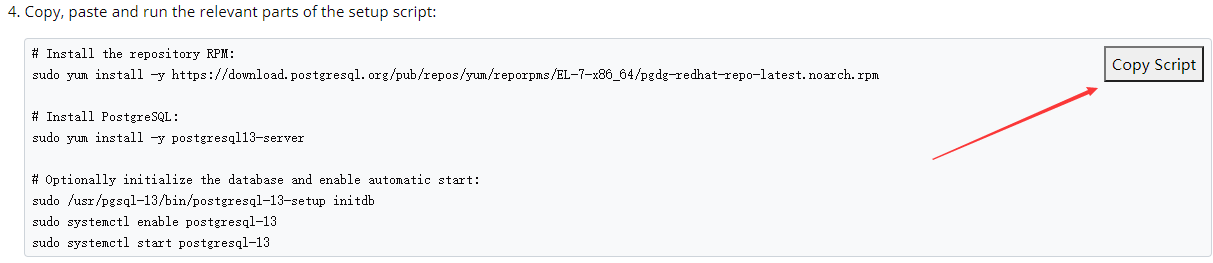 4. Copy, paste and run the relevant parts of the setup script:
# Install the repository RPM:
sudo yum install -y https://download.postgresql.org/pub/repos/yum/reporpms/EL-7-x86_64/pgdg-redhat-repo-latest.noarch.rpm
Copy Script
# Install PostgreSQL:
sudo yum install -y postgresql13-server
# Optionally initialize the database and enable automatic start:
sudo /usr/pgsql-13/bin/postgresql-13-setup initdb
sudo systemctl enable postgresql-13
sudo systemctl start postgresql-13